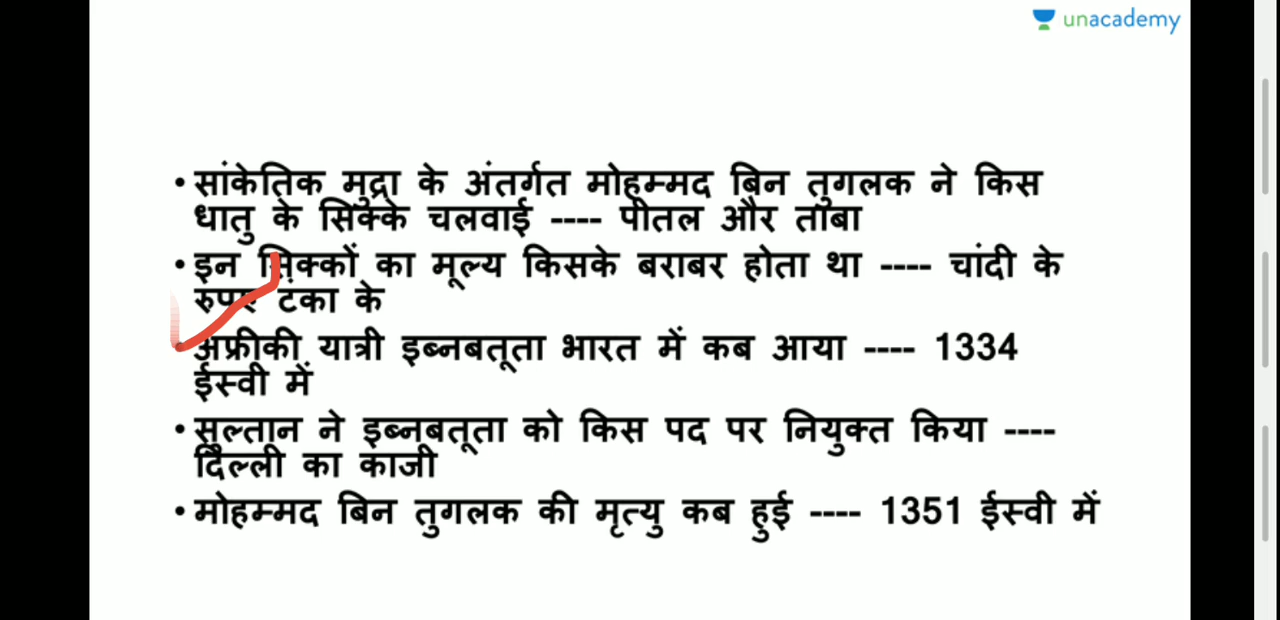 unacademy
• सांकेतिक मुद्रा के अंतर्गत मोहम्मद बिन तुगलक ने किस
धातु के सिक्के चलवाई ---- पीतल और तांबा
• इन सिक्कों का मूल्य किसके बराबर होता था ---- चांदी के
रुपए टंका के
• अफ्रीकी यात्री इब्नबतूता भारत में कब आया ---- 1334
ईस्वी में
• सुल्तान ने इब्नबतूता को किस पद पर नियुक्त किया ----
दिल्ली का काजी
• मोहम्मद बिन तुगलक की मृत्यु कब हुई ---- 1351 ईस्वी में